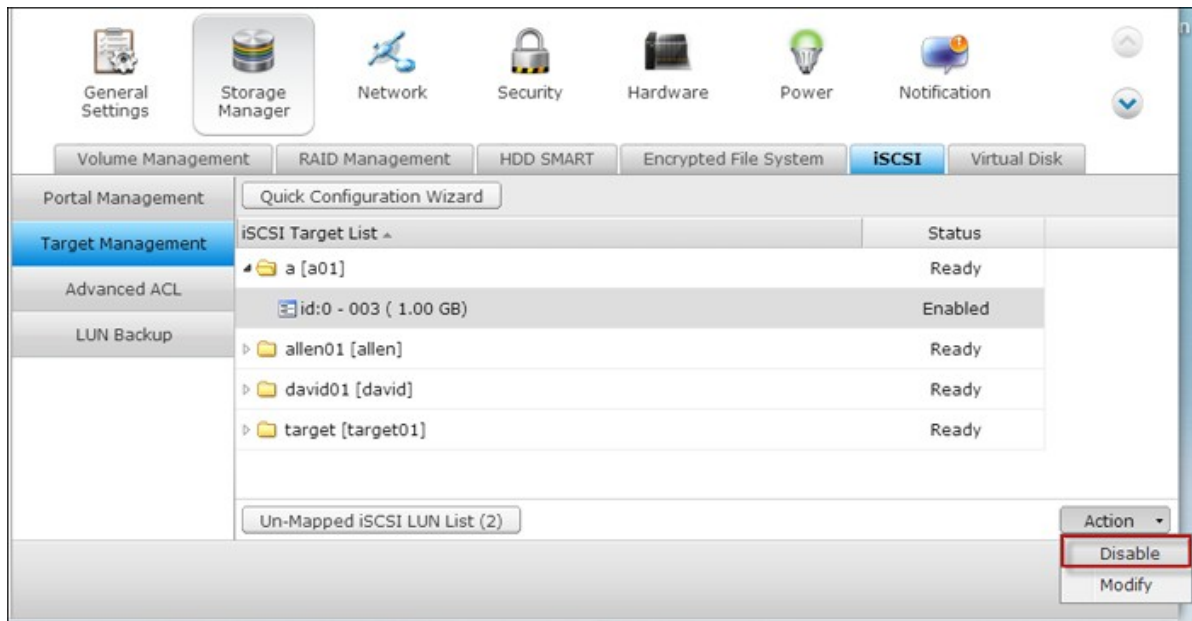 General Settings
Storage Manager
Network
Security
Hardware
Power
Notification
Volume Management
RAID Management
HDD SMART
Encrypted File System
iSCSI
Virtual Disk
Portal Management
Quick Configuration Wizard
Target Management
iSCSI Target List
Status
a [a01]
Ready
Advanced ACL
id:0 - 003 ( 1.00 GB)
Enabled
LUN Backup
allen01 [allen]
Ready
david01 [david]
Ready
target [target01]
Ready
Un-Mapped iSCSI LUN List (2)
Action
Disable
Modify